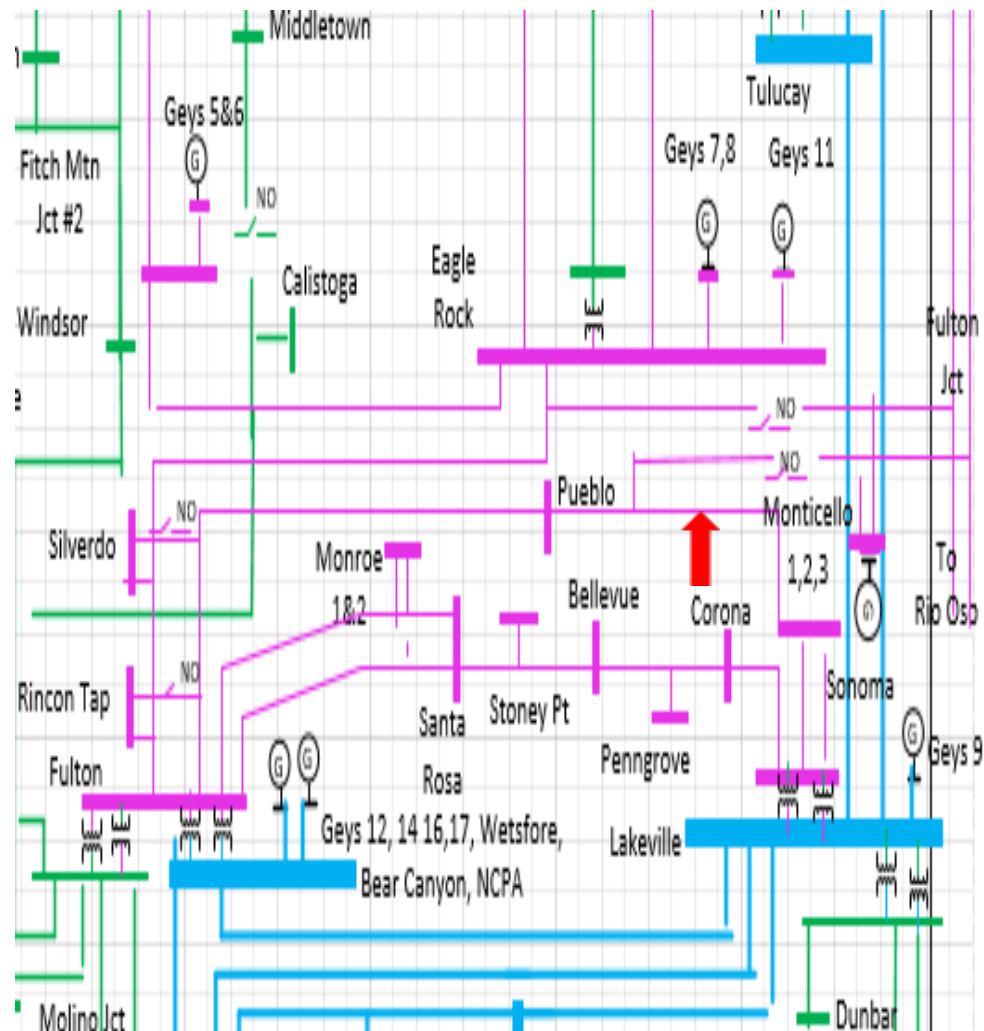 Middletown
Geys 5&6
G
Fitch Mtn
Jct #2
NO
Tulucay
Geys 7,8
Geys 11
G
G
Eagle
Rock
Calistoga
Windsor
Fulton
Jct
NO
NO
Pueblo
Monticello
1,2,3
NO
Silverdo
Monroe
1&2
Bellevue
Corona
To
Rio Oso
G
NO
Rincon Tap
Santa
Rosa
Stoney Pt
Sonoma
Penngrove
Fulton
G
G
G
Geys 9
Geys 12, 14 16,17, Wetsfore,
Bear Canyon, NCPA
Lakeville
Molino Jct
Dunbar